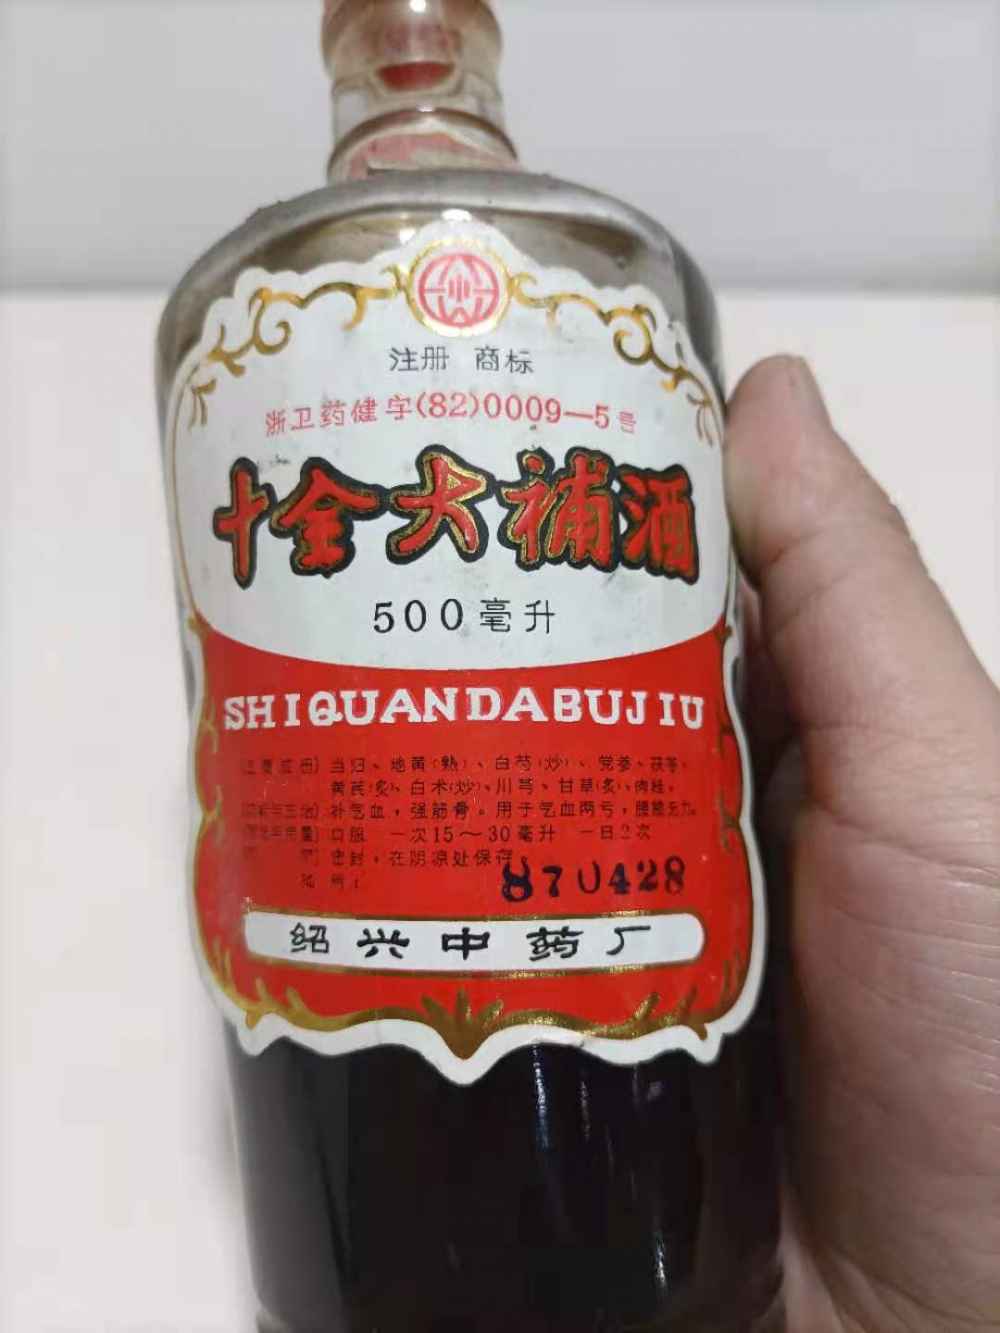 注册 商标
浙卫药健字(82)0009—5号
十全大補酒
500毫升
SHIQUANDABUJIU
当归、地黄(熟)、白芍(炒)、党参、茯苓、
黄芪(炙)、白术(炒)、川芎、甘草(炙)、肉桂。
补气血，强筋骨。用于气血两亏，腰膝无力。
口服 一次15～30毫升 一日2次
密封，在阴凉处保存。
批号：870428
绍兴中药厂